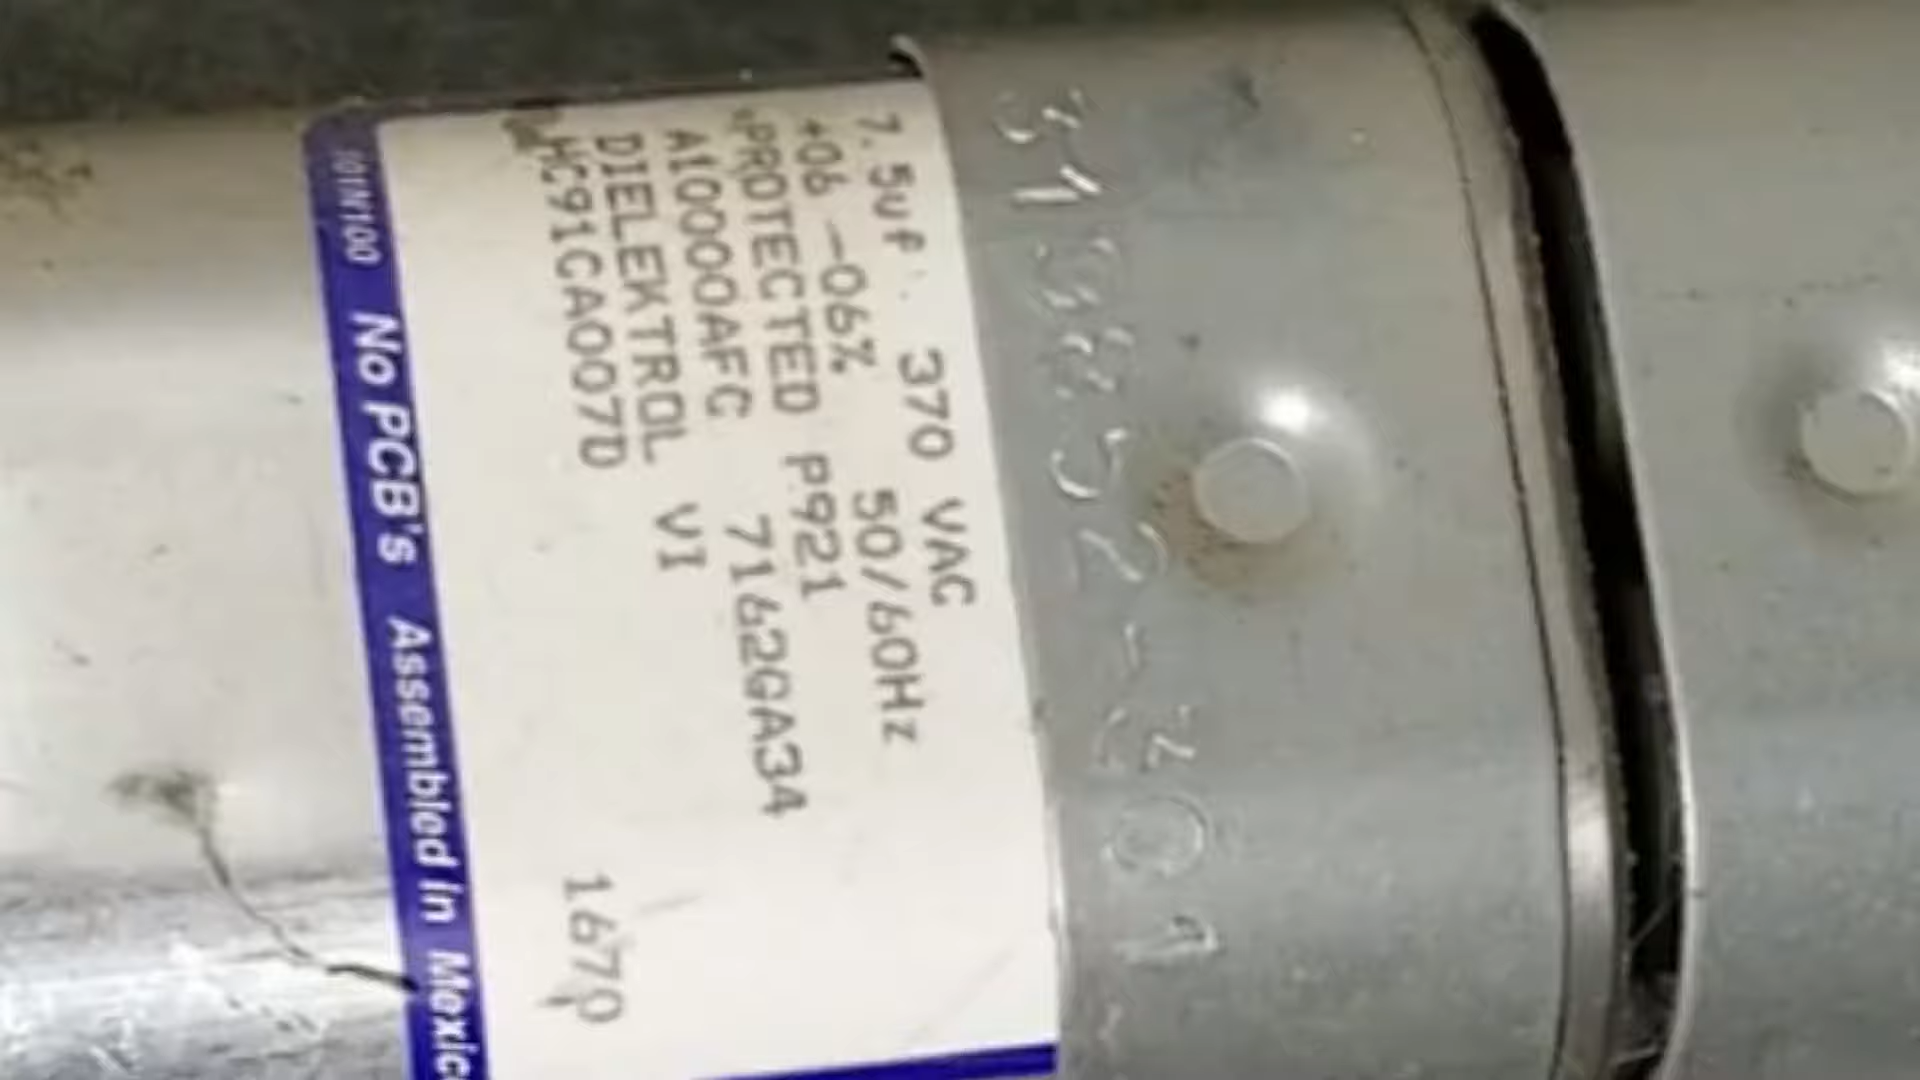 7.5uf 370 VAC
+06 -06% 50/60Hz
PROTECTED P921
A10000AFC 7162GA34
DIELEKTROL VI
HC91CA007D 1670
101N100 No PCB's Assembled in Mexic